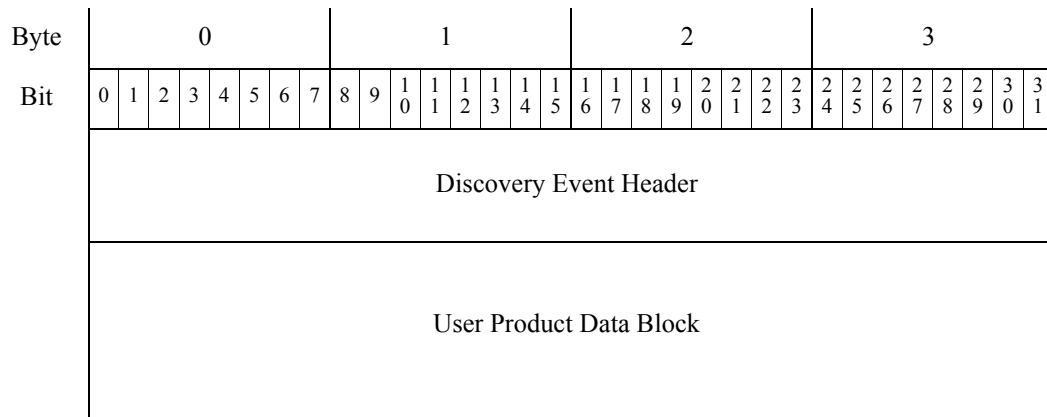 Byte 0 1 2 3
Bit 0 1 2 3 4 5 6 7 8 9 10 11 12 13 14 15 16 17 18 19 20 21 22 23 24 25 26 27 28 29 30 31
Discovery Event Header
User Product Data Block